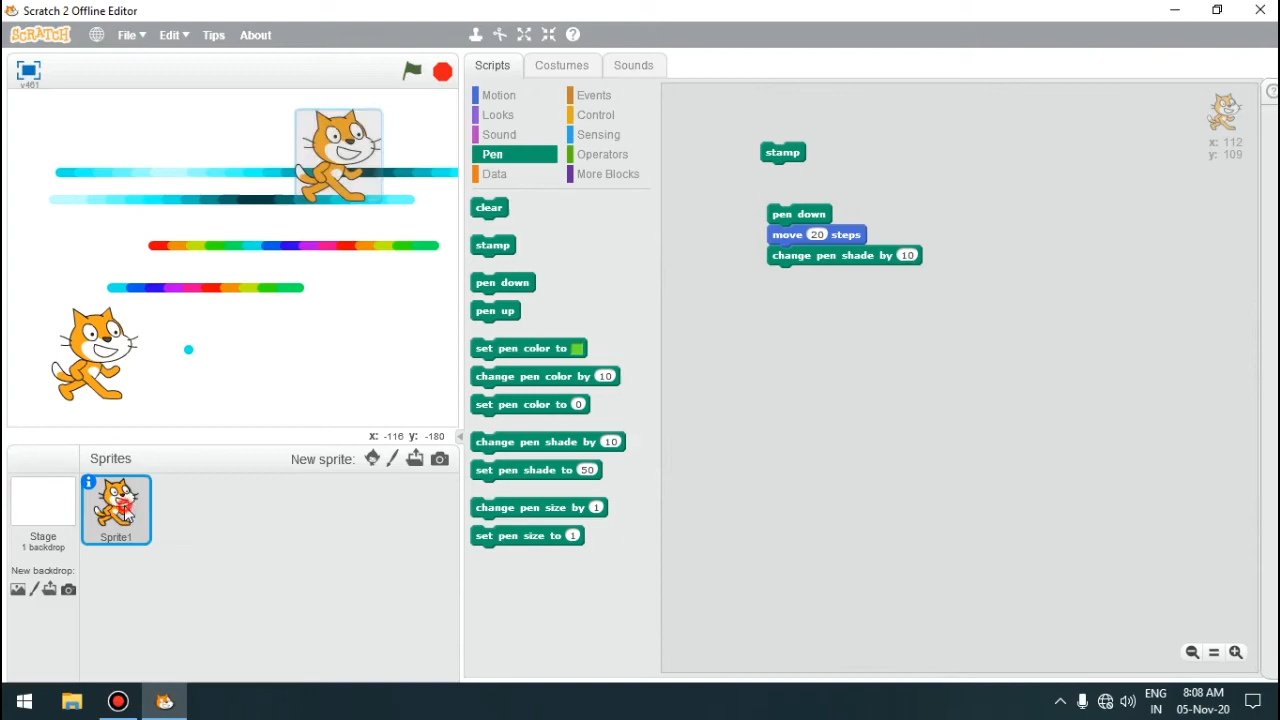 Scratch 2 Offline Editor
SCRATCH File Edit Tips About
v461
Scripts Costumes Sounds
Motion Events
Looks Control
Sound Sensing
Pen Operators
Data More Blocks
clear
stamp
pen down
pen up
set pen color to
change pen color by 10
set pen color to 0
change pen shade by 10
set pen shade to 50
change pen size by 1
set pen size to 1
stamp
pen down
move 20 steps
change pen shade by 10
x: 112
y: 109
x: -116 y: -180
Sprites New sprite:
Stage
1 backdrop
New backdrop:
Sprite1
ENG
IN
8:08 AM
05-Nov-20